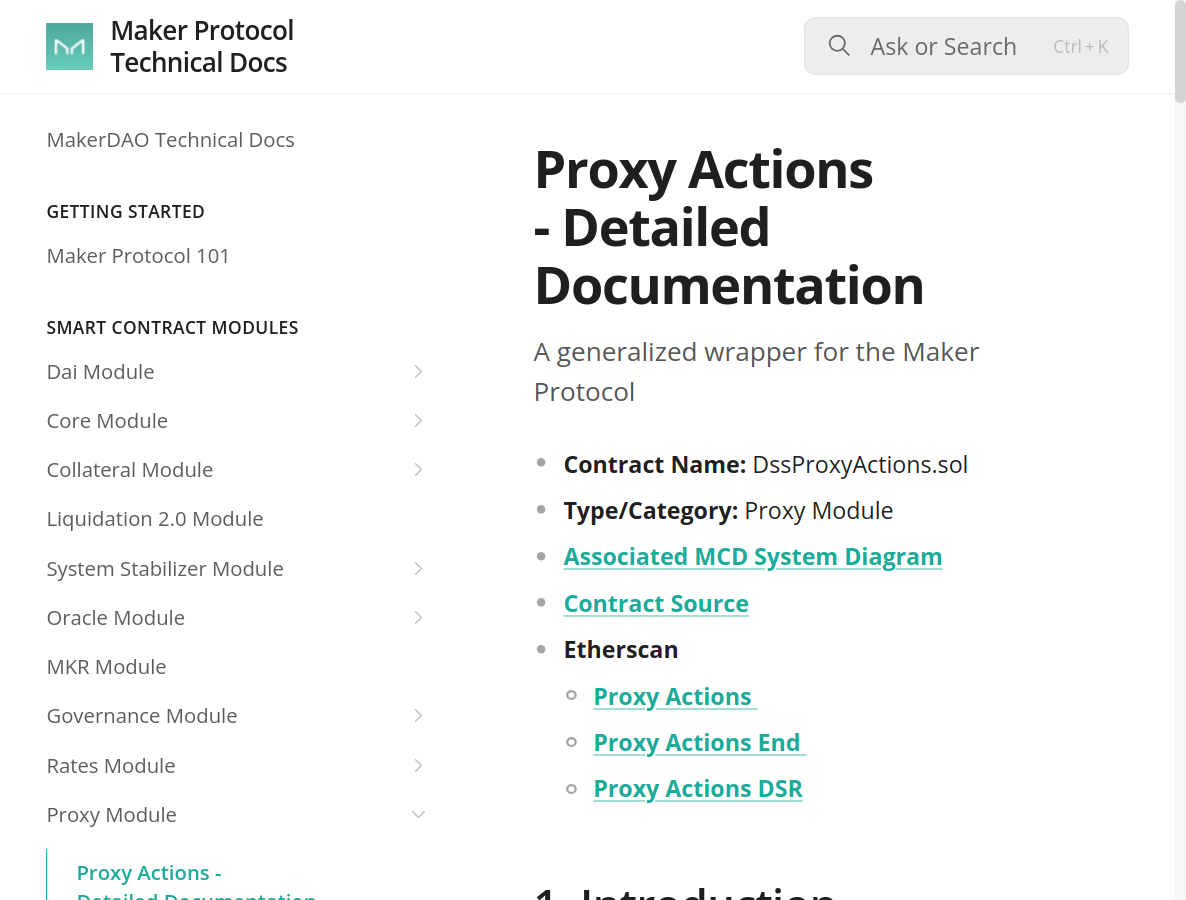 Maker Protocol
Technical Docs
Ask or Search
Ctrl + K
MakerDAO Technical Docs
GETTING STARTED
Maker Protocol 101
SMART CONTRACT MODULES
Dai Module
Core Module
Collateral Module
Liquidation 2.0 Module
System Stabilizer Module
Oracle Module
MKR Module
Governance Module
Rates Module
Proxy Module
Proxy Actions -
Detailed Documentation
Proxy Actions
- Detailed
Documentation
A generalized wrapper for the Maker
Protocol
Contract Name: DssProxyActions.sol
Type/Category: Proxy Module
Associated MCD System Diagram
Contract Source
Etherscan
Proxy Actions
Proxy Actions End
Proxy Actions DSR
1. Introduction